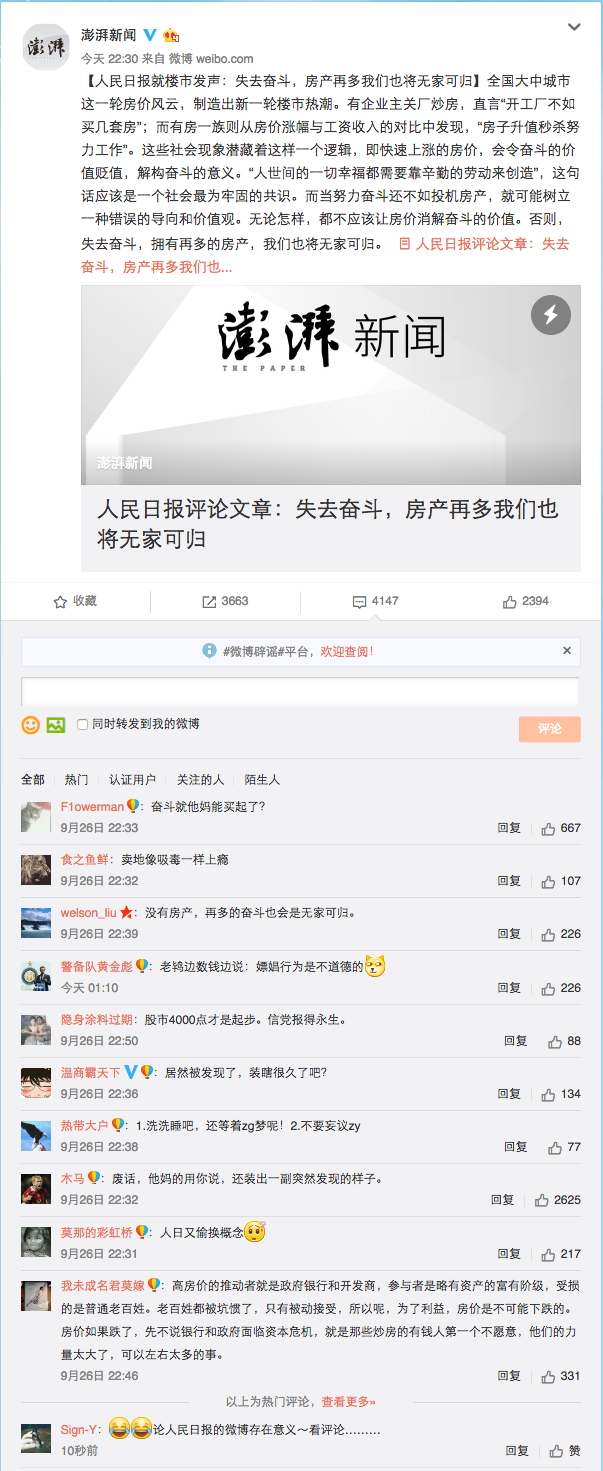 澎湃
澎湃新闻
今天 22:30 来自 微博 weibo.com
【人民日报就楼市发声：失去奋斗，房产再多我们也将无家可归】全国大中城市
这一轮房价风云，制造出新一轮楼市热潮。有企业主关厂炒房，直言“开工厂不如
买几套房”；而有房一族则从房价涨幅与工资收入的对比中发现，“房子升值秒杀努
力工作”。这些社会现象潜藏着这样一个逻辑，即快速上涨的房价，会令奋斗的价
值贬值，解构奋斗的意义。“人世间的一切幸福都需要靠辛勤的劳动来创造”，这句
话应该是一个社会最为牢固的共识。而当努力奋斗还不如投机房产，就可能树立
一种错误的导向和价值观。无论怎样，都不应该让房价消解奋斗的价值。否则，
失去奋斗，拥有再多的房产，我们也将无家可归。 人民日报评论文章：失去
奋斗，房产再多我们也...
澎湃新闻
THE PAPER
澎湃新闻
人民日报评论文章：失去奋斗，房产再多我们也
将无家可归
收藏 3663 4147 2394
#微博辟谣#平台，欢迎查阅！ ×
同时转发到我的微博 评论
全部 热门 认证用户 关注的人 陌生人
F1owerman：奋斗就他妈能买起了？
9月26日 22:33 回复 667
食之鱼鲜：卖地像吸毒一样上瘾
9月26日 22:32 回复 107
welson_liu：没有房产，再多的奋斗也会是无家可归。
9月26日 22:39 回复 226
警备队黄金彪：老鸨边数钱边说：嫖娼行为是不道德的
今天 01:10 回复 226
隐身涂料过期：股市4000点才是起步。信党报得永生。
9月26日 22:50 回复 88
温商霸天下：居然被发现了，装瞎很久了吧？
9月26日 22:36 回复 134
热带大户：1.洗洗睡吧，还等着zg梦呢！2.不要妄议zy
9月26日 22:38 回复 77
木马：废话，他妈的用你说，还装出一副突然发现的样子。
9月26日 22:32 回复 2625
莫那的彩虹桥：人日又偷换概念
9月26日 22:31 回复 217
我未成名君莫嫁：高房价的推动者就是政府银行和开发商，参与者是略有资产的富有阶级，受损
的是普通老百姓。老百姓都被坑惯了，只有被动接受，所以呢，为了利益，房价是不可能下跌的。
房价如果跌了，先不说银行和政府面临资本危机，就是那些炒房的有钱人第一个不愿意，他们的力
量太大了，可以左右太多的事。
9月26日 22:46 回复 331
以上为热门评论，查看更多»
Sign-Y：论人民日报的微博存在意义～看评论………
10秒前 回复 赞